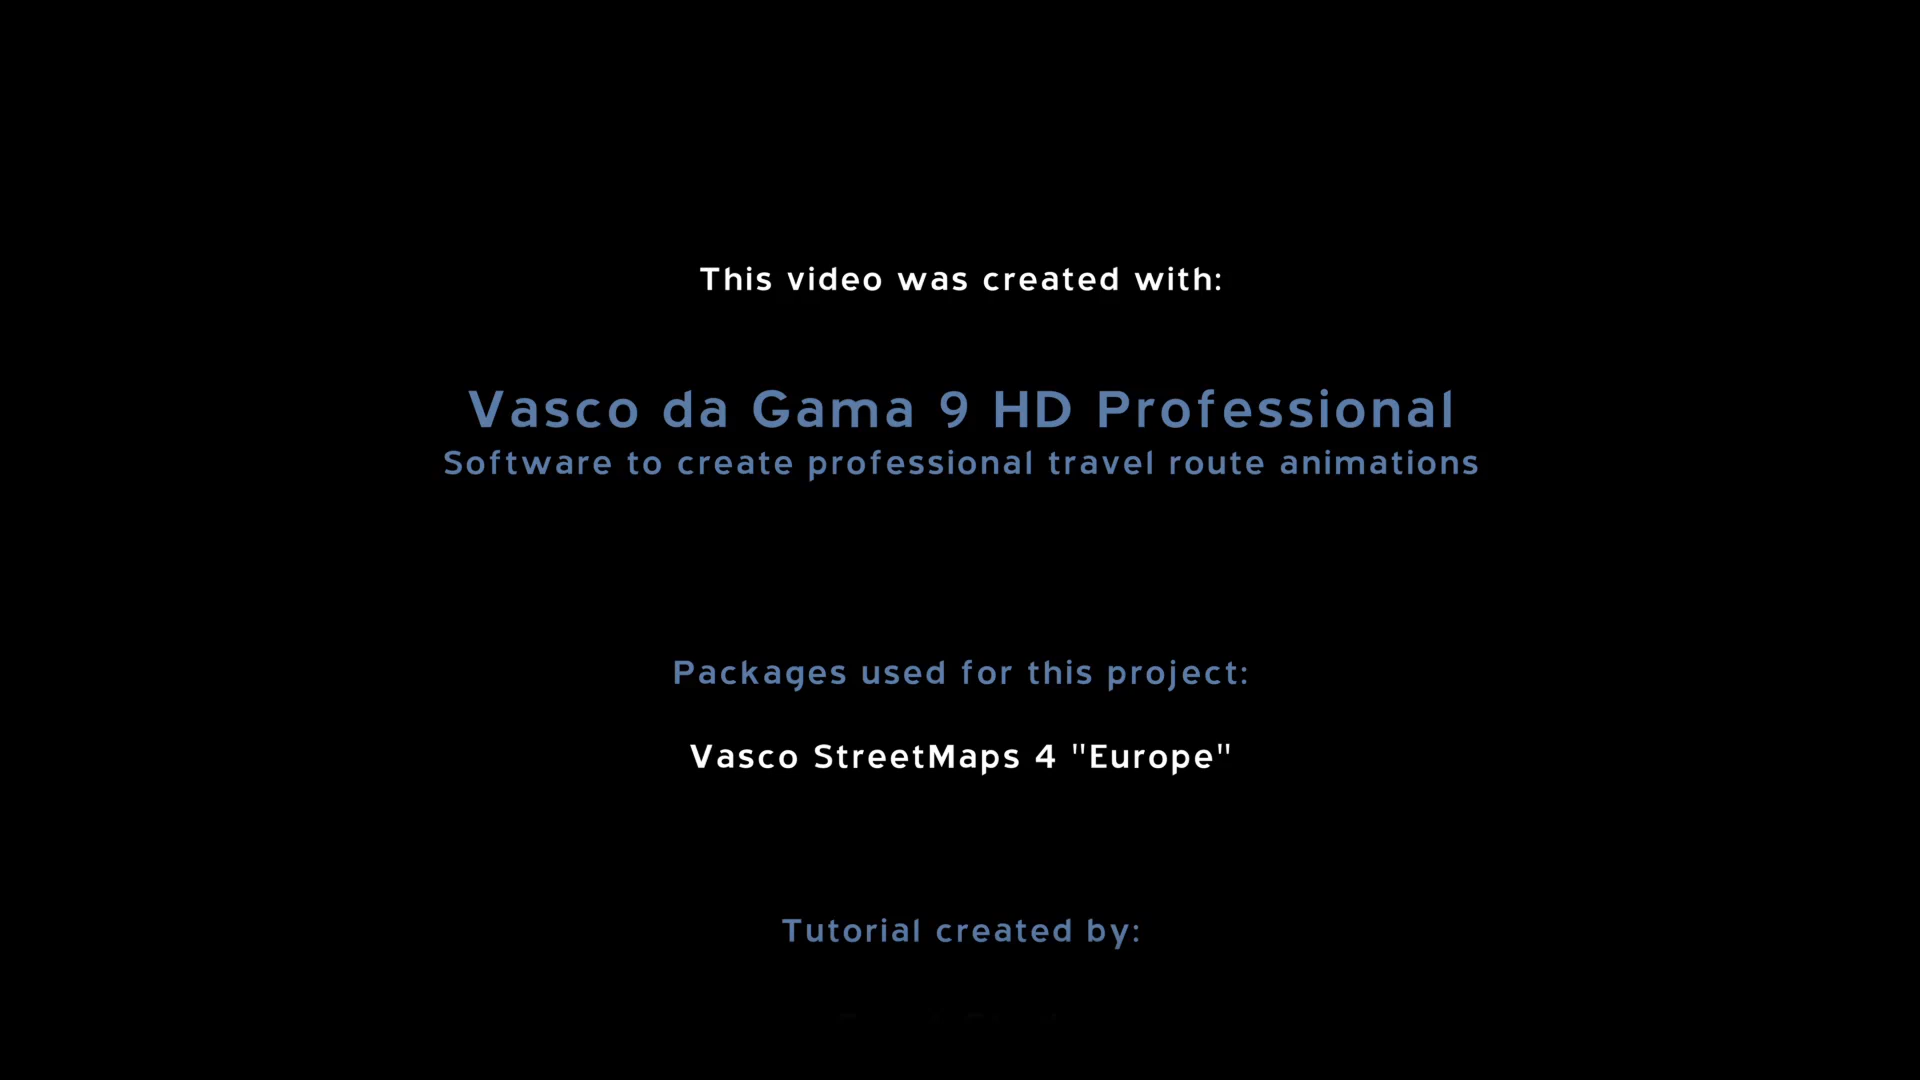 This video was created with:
Vasco da Gama 9 HD Professional
Software to create professional travel route animations
Packages used for this project:
Vasco StreetMaps 4 "Europe"
Tutorial created by: